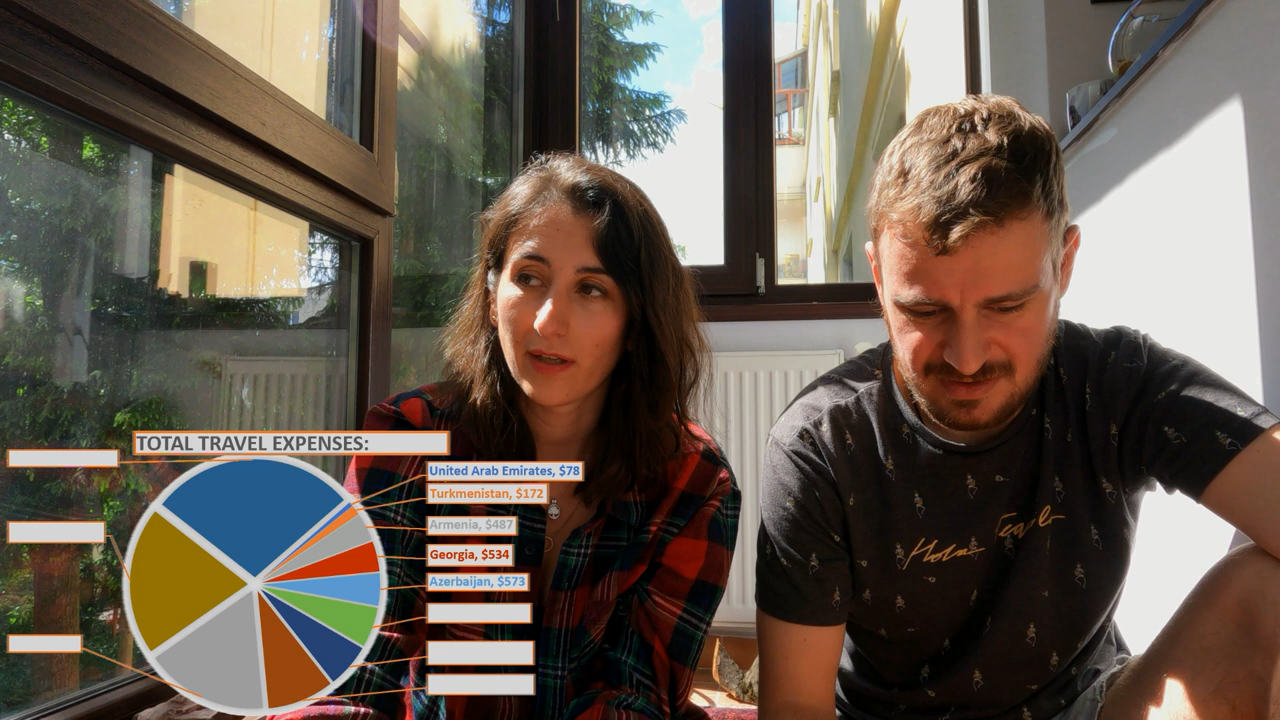 TOTAL TRAVEL EXPENSES:
United Arab Emirates, $78
Turkmenistan, $172
Armenia, $487
Georgia, $534
Azerbaijan, $573